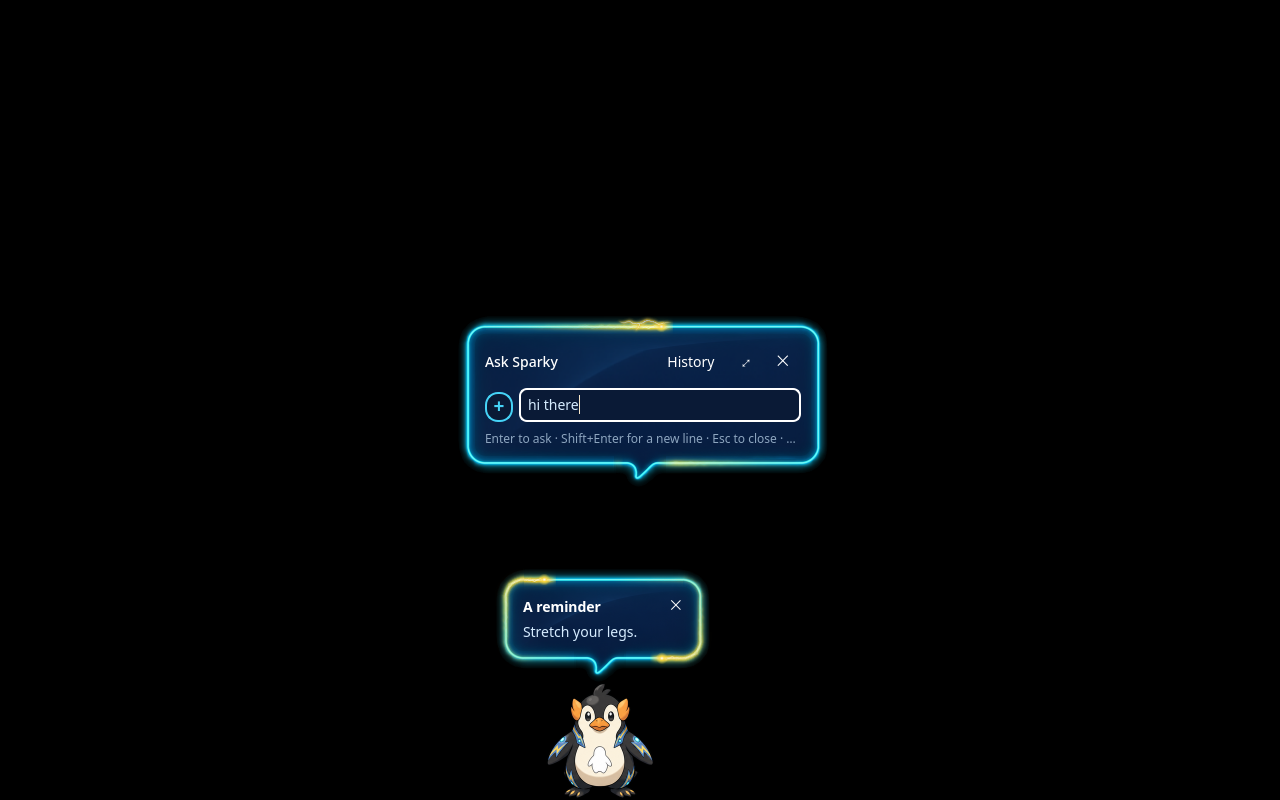 Ask Sparky History ⤢ ×
+ hi there
Enter to ask · Shift+Enter for a new line · Esc to close · ...
A reminder ×
Stretch your legs.